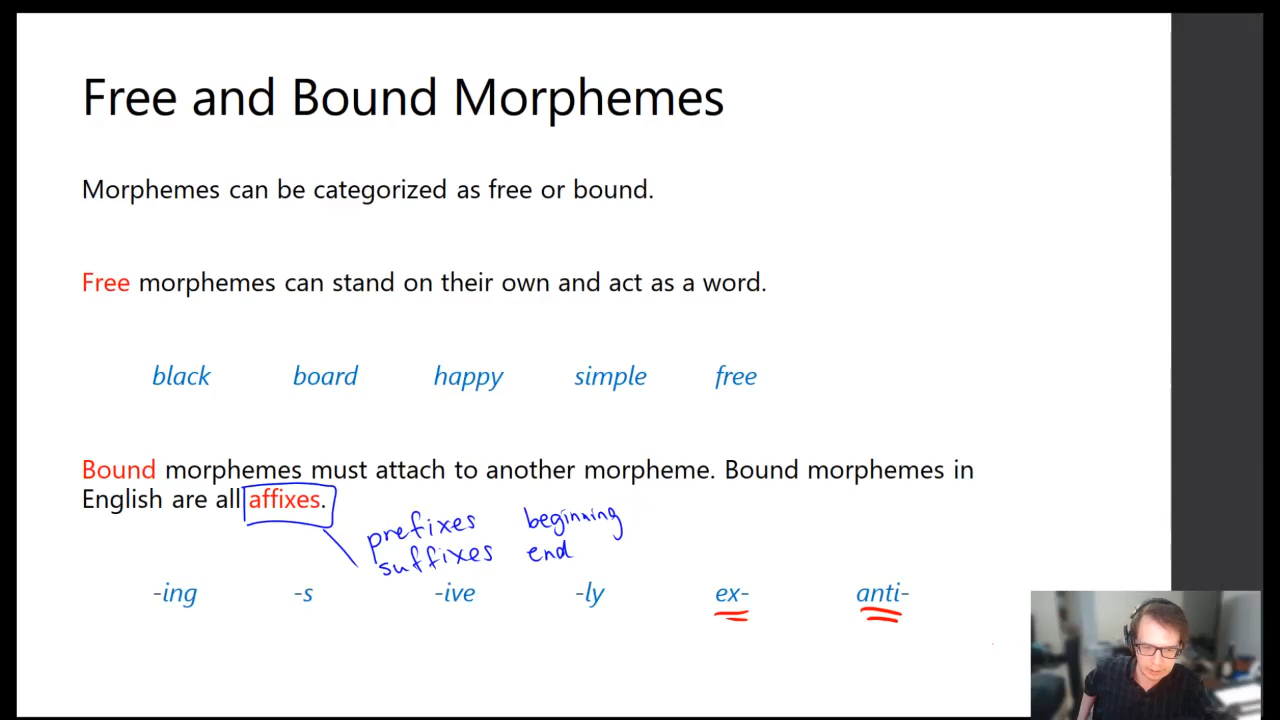 Free and Bound Morphemes
Morphemes can be categorized as free or bound.
Free morphemes can stand on their own and act as a word.
black board happy simple free
Bound morphemes must attach to another morpheme. Bound morphemes in
English are all affixes.
prefixes beginning
suffixes end
-ing -s -ive -ly ex- anti-